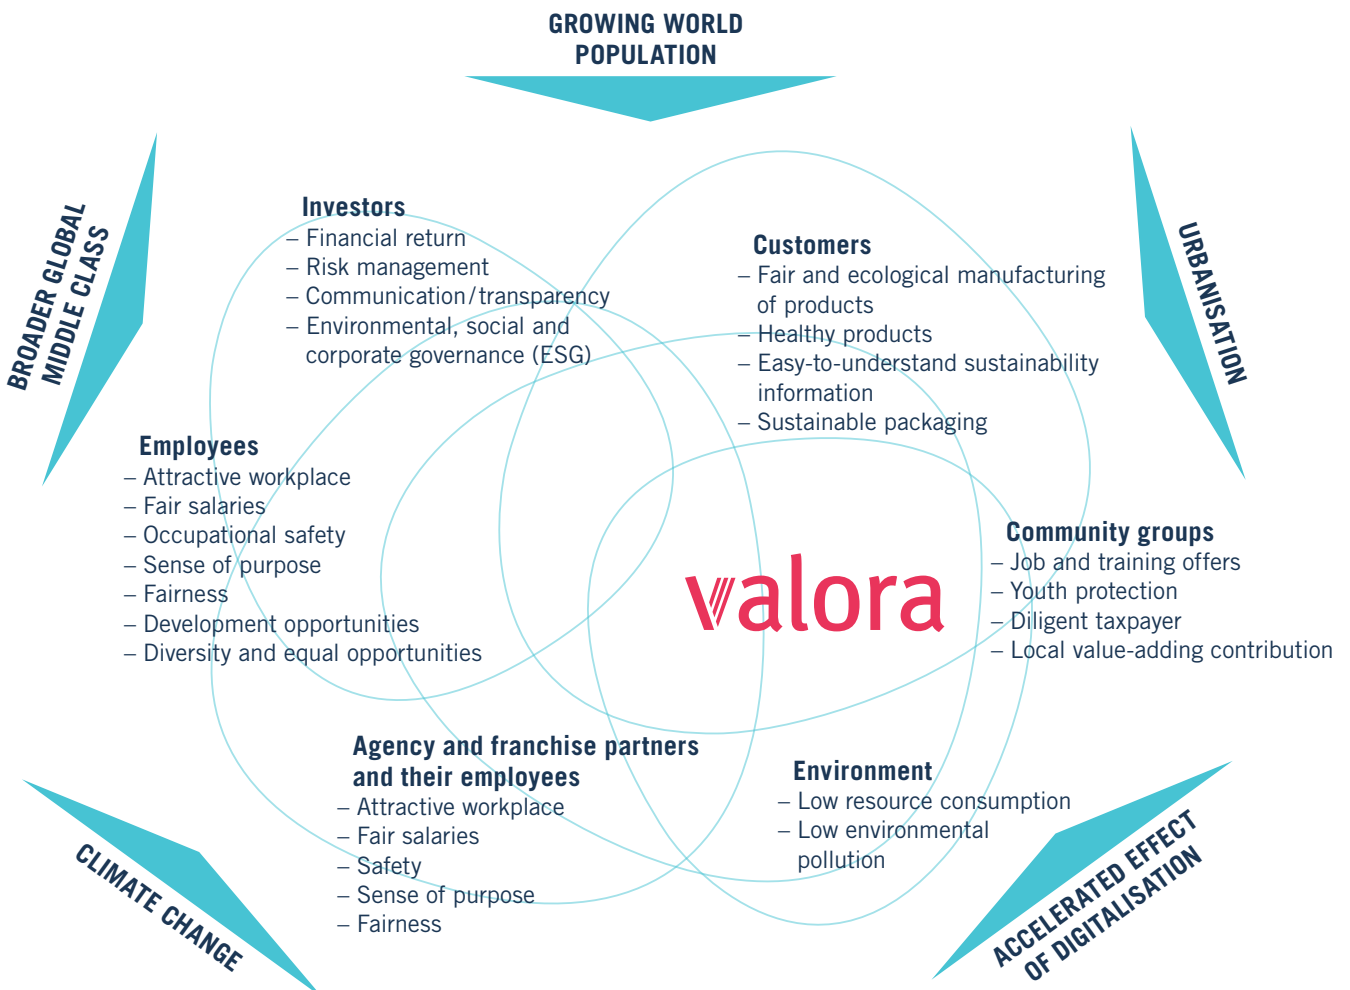 GROWING WORLD
POPULATION
BROADER GLOBAL
MIDDLE CLASS
URBANISATION
Investors
– Financial return
– Risk management
– Communication/transparency
– Environmental, social and
corporate governance (ESG)
Customers
– Fair and ecological manufacturing
of products
– Healthy products
– Easy-to-understand sustainability
information
– Sustainable packaging
Employees
– Attractive workplace
– Fair salaries
– Occupational safety
– Sense of purpose
– Fairness
– Development opportunities
– Diversity and equal opportunities
valora
Community groups
– Job and training offers
– Youth protection
– Diligent taxpayer
– Local value-adding contribution
Agency and franchise partners
and their employees
– Attractive workplace
– Fair salaries
– Safety
– Sense of purpose
– Fairness
Environment
– Low resource consumption
– Low environmental
pollution
CLIMATE CHANGE
ACCELERATED EFFECT
OF DIGITALISATION